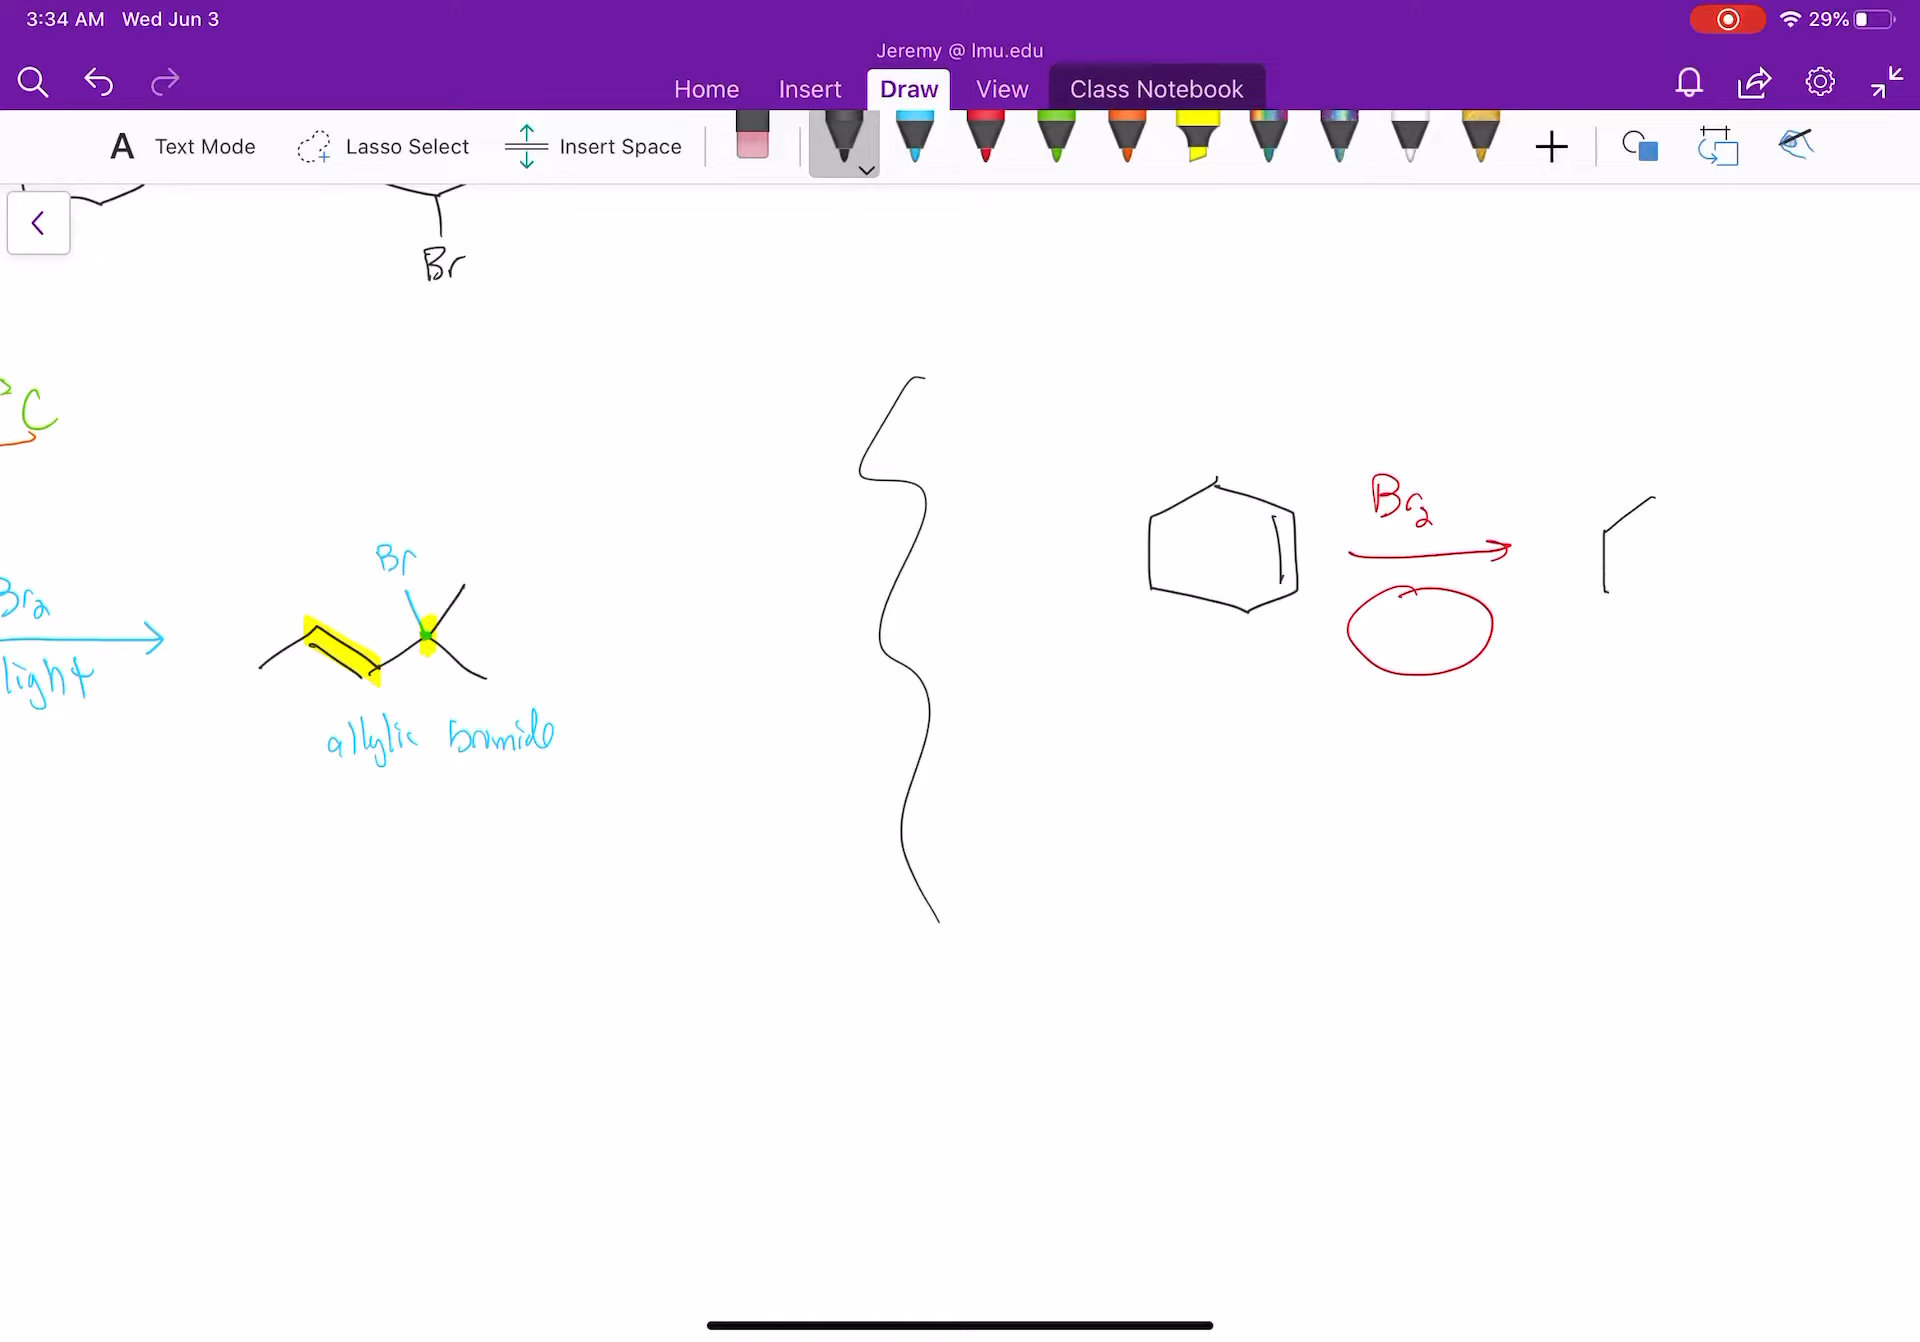 3:34 AM Wed Jun 3
29%
Jeremy @ lmu.edu
Home Insert Draw View Class Notebook
A Text Mode Lasso Select Insert Space
Br
°C
Br2
Br
Br2
light
allylic bromide